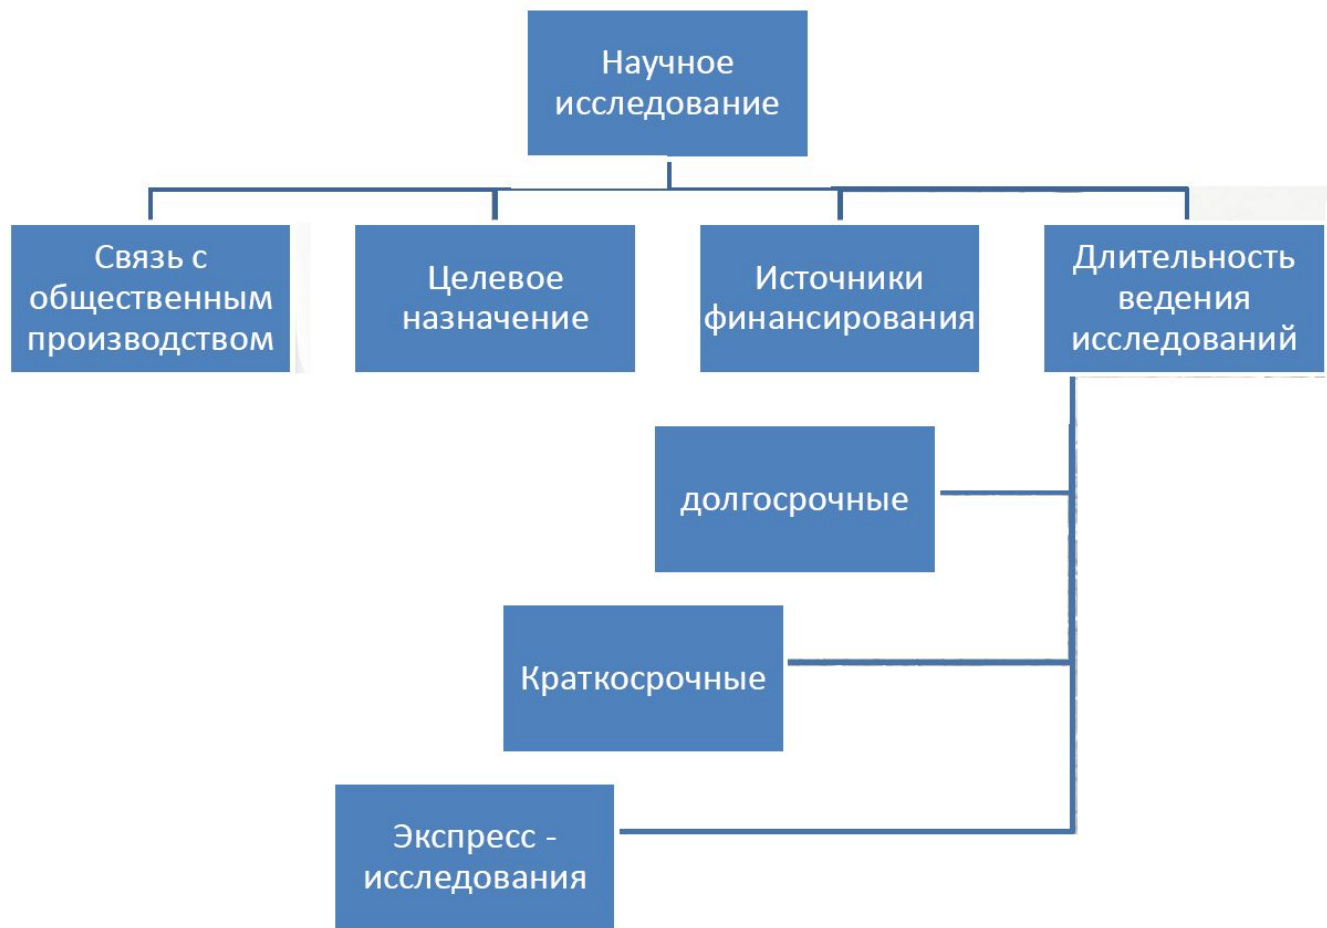 Научное
исследование
Связь с
общественным
производством
Целевое
назначение
Источники
финансирования
Длительность
ведения
исследований
долгосрочные
Краткосрочные
Экспресс -
исследования